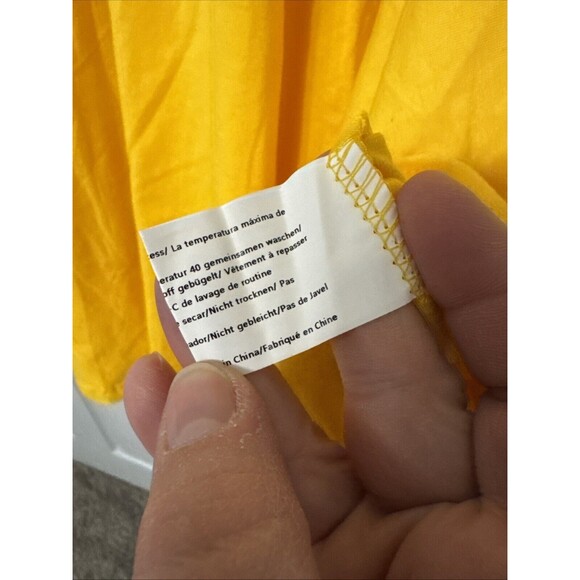 ess/ La temperatura máxima de
eratur 40 gemeinsamen waschen/
off gebügelt/ Vêtement à repasser
C de lavage de routine
secar/Nicht trocknen/ Pas
ador/Nicht gebleicht/Pas de Javel
in China/Fabriqué en Chine